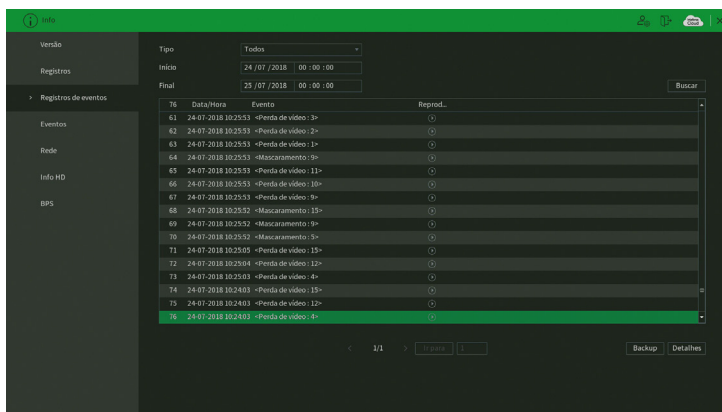 Info
Versão
Registros
Registros de eventos
Eventos
Rede
Info HD
BPS
Tipo Todos
Início 24 /07 /2018 00 : 00 : 00
Final 25 /07 /2018 00 : 00 : 00
Buscar
76 Data/Hora Evento Reprod...
61 24-07-2018 10:25:53 <Perda de vídeo : 3>
62 24-07-2018 10:25:53 <Perda de vídeo : 2>
63 24-07-2018 10:25:53 <Perda de vídeo : 1>
64 24-07-2018 10:25:53 <Mascaramento : 9>
65 24-07-2018 10:25:53 <Perda de vídeo : 11>
66 24-07-2018 10:25:53 <Perda de vídeo : 10>
67 24-07-2018 10:25:53 <Perda de vídeo : 9>
68 24-07-2018 10:25:52 <Mascaramento : 15>
69 24-07-2018 10:25:52 <Mascaramento : 9>
70 24-07-2018 10:25:52 <Mascaramento : 5>
71 24-07-2018 10:25:05 <Perda de vídeo : 15>
72 24-07-2018 10:25:04 <Perda de vídeo : 12>
73 24-07-2018 10:25:03 <Perda de vídeo : 4>
74 24-07-2018 10:24:03 <Perda de vídeo : 15>
75 24-07-2018 10:24:03 <Perda de vídeo : 12>
76 24-07-2018 10:24:03 <Perda de vídeo : 4>
1/1 Ir para 1
Backup Detalhes